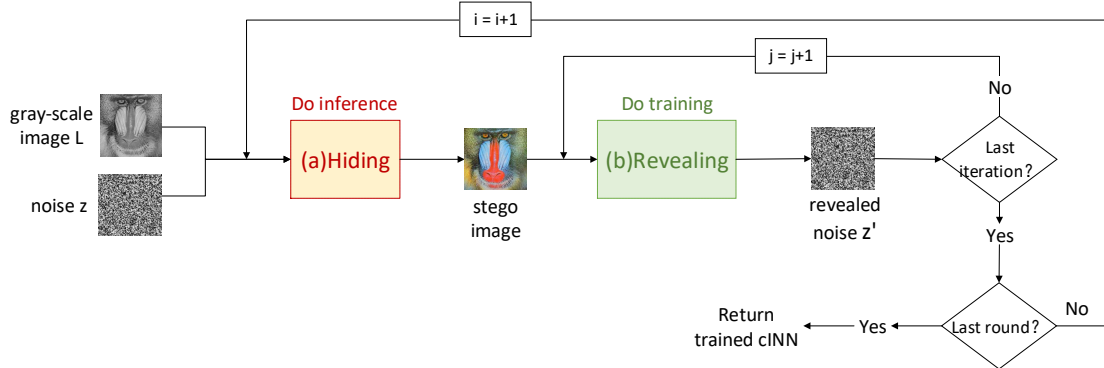 i = i+1
j = j+1
No
Do inference
Do training
gray-scale
image L
(a)Hiding
(b)Revealing
Last
iteration?
noise z
stego
image
revealed
noise z'
Yes
Return
trained cINN
Yes
Last round?
No